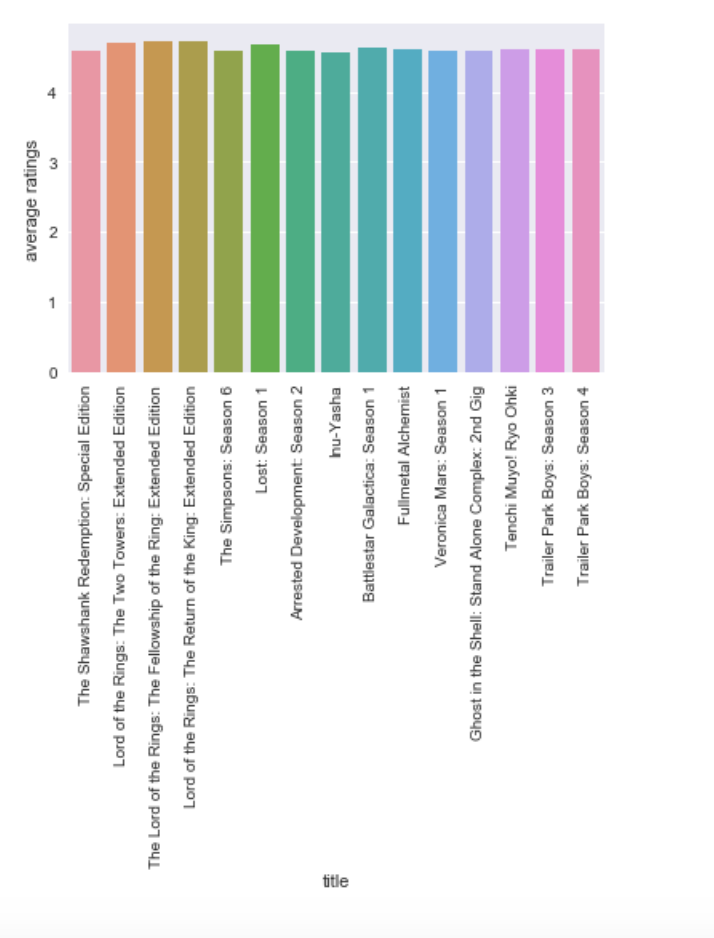 average ratings
4
3
2
1
0
The Shawshank Redemption: Special Edition
Lord of the Rings: The Two Towers: Extended Edition
The Lord of the Rings: The Fellowship of the Ring: Extended Edition
Lord of the Rings: The Return of the King: Extended Edition
The Simpsons: Season 6
Lost: Season 1
Arrested Development: Season 2
Inu-Yasha
Battlestar Galactica: Season 1
Fullmetal Alchemist
Veronica Mars: Season 1
Ghost in the Shell: Stand Alone Complex: 2nd Gig
Tenchi Muyo! Ryo Ohki
Trailer Park Boys: Season 3
Trailer Park Boys: Season 4
title